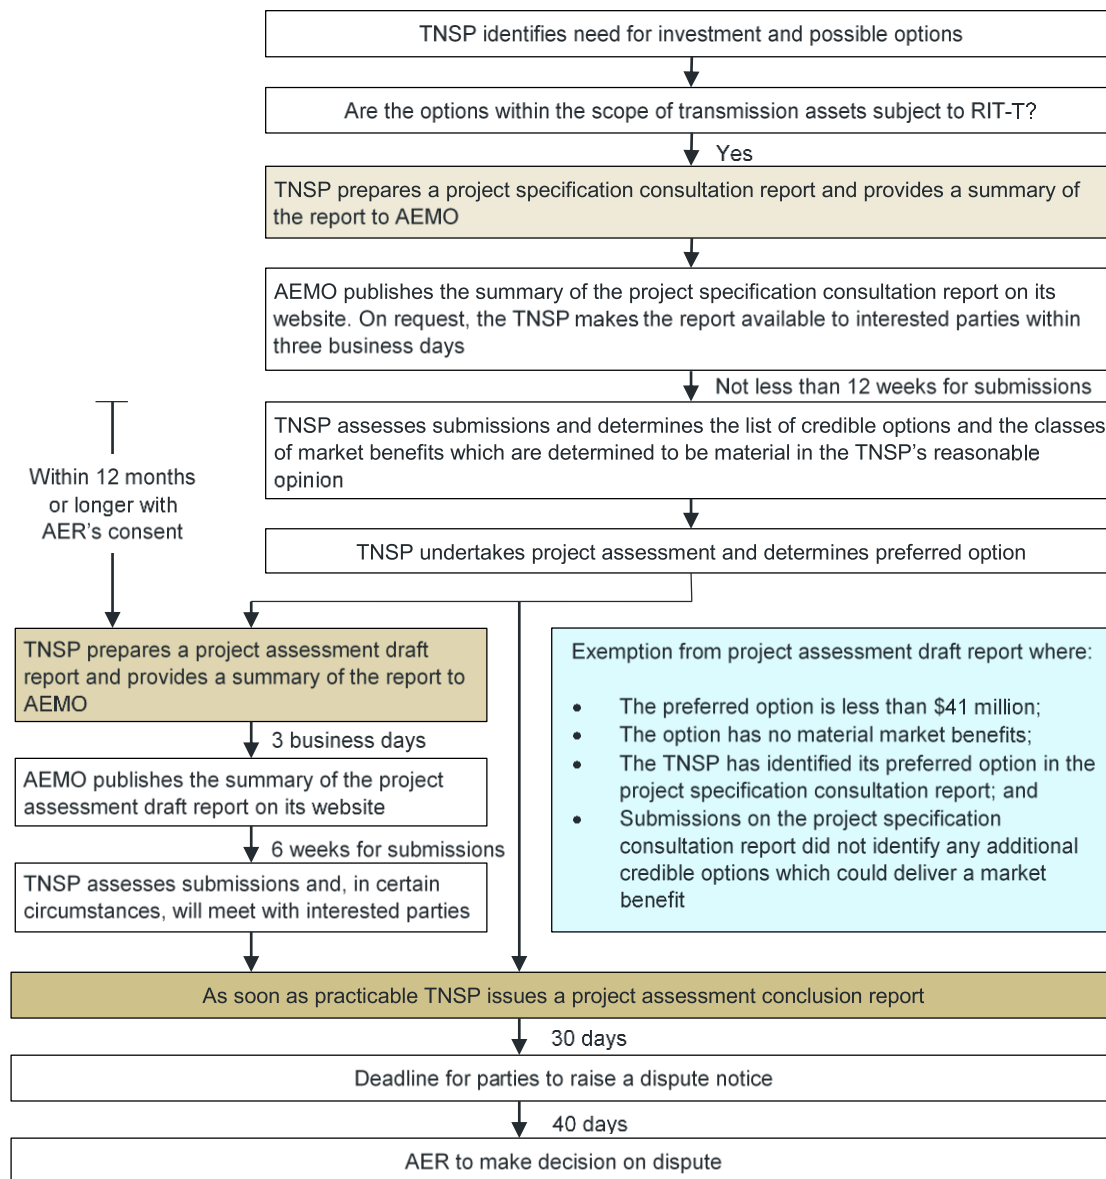 TNSP identifies need for investment and possible options
Are the options within the scope of transmission assets subject to RIT-T?
Yes
TNSP prepares a project specification consultation report and provides a summary of
the report to AEMO
AEMO publishes the summary of the project specification consultation report on its
website. On request, the TNSP makes the report available to interested parties within
three business days
Not less than 12 weeks for submissions
TNSP assesses submissions and determines the list of credible options and the classes
of market benefits which are determined to be material in the TNSP's reasonable
opinion
Within 12 months
or longer with
AER's consent
TNSP undertakes project assessment and determines preferred option
TNSP prepares a project assessment draft
report and provides a summary of the report to
AEMO
3 business days
AEMO publishes the summary of the project
assessment draft report on its website
6 weeks for submissions
TNSP assesses submissions and, in certain
circumstances, will meet with interested parties
Exemption from project assessment draft report where:
• The preferred option is less than $41 million;
• The option has no material market benefits;
• The TNSP has identified its preferred option in the
project specification consultation report; and
• Submissions on the project specification
consultation report did not identify any additional
credible options which could deliver a market
benefit
As soon as practicable TNSP issues a project assessment conclusion report
30 days
Deadline for parties to raise a dispute notice
40 days
AER to make decision on dispute